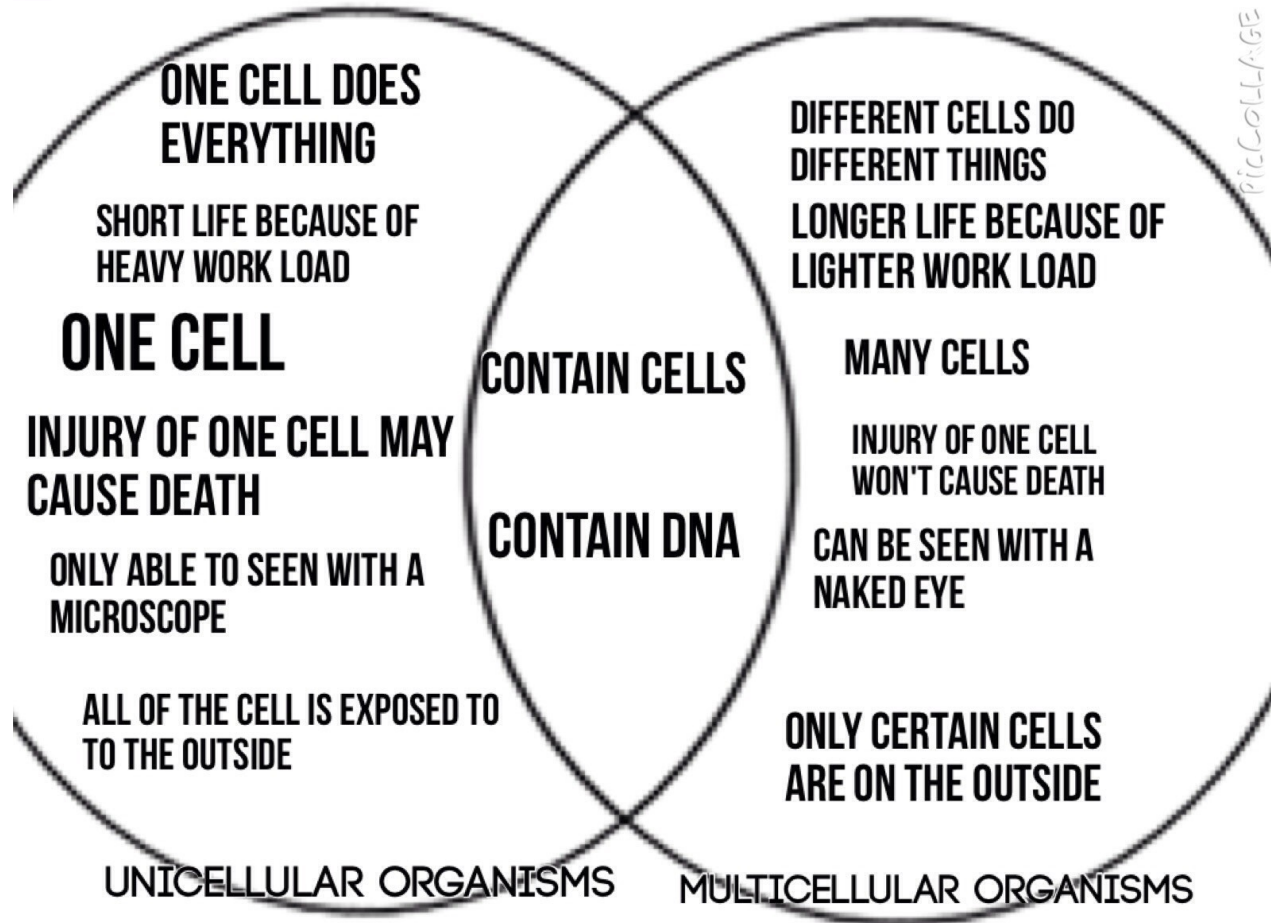 ONE CELL DOES
EVERYTHING
SHORT LIFE BECAUSE OF
HEAVY WORK LOAD
ONE CELL
INJURY OF ONE CELL MAY
CAUSE DEATH
ONLY ABLE TO SEEN WITH A
MICROSCOPE
ALL OF THE CELL IS EXPOSED TO
TO THE OUTSIDE
CONTAIN CELLS
CONTAIN DNA
DIFFERENT CELLS DO
DIFFERENT THINGS
LONGER LIFE BECAUSE OF
LIGHTER WORK LOAD
MANY CELLS
INJURY OF ONE CELL
WON'T CAUSE DEATH
CAN BE SEEN WITH A
NAKED EYE
ONLY CERTAIN CELLS
ARE ON THE OUTSIDE
UNICELLULAR ORGANISMS
MULTICELLULAR ORGANISMS
PicCOLLAGE